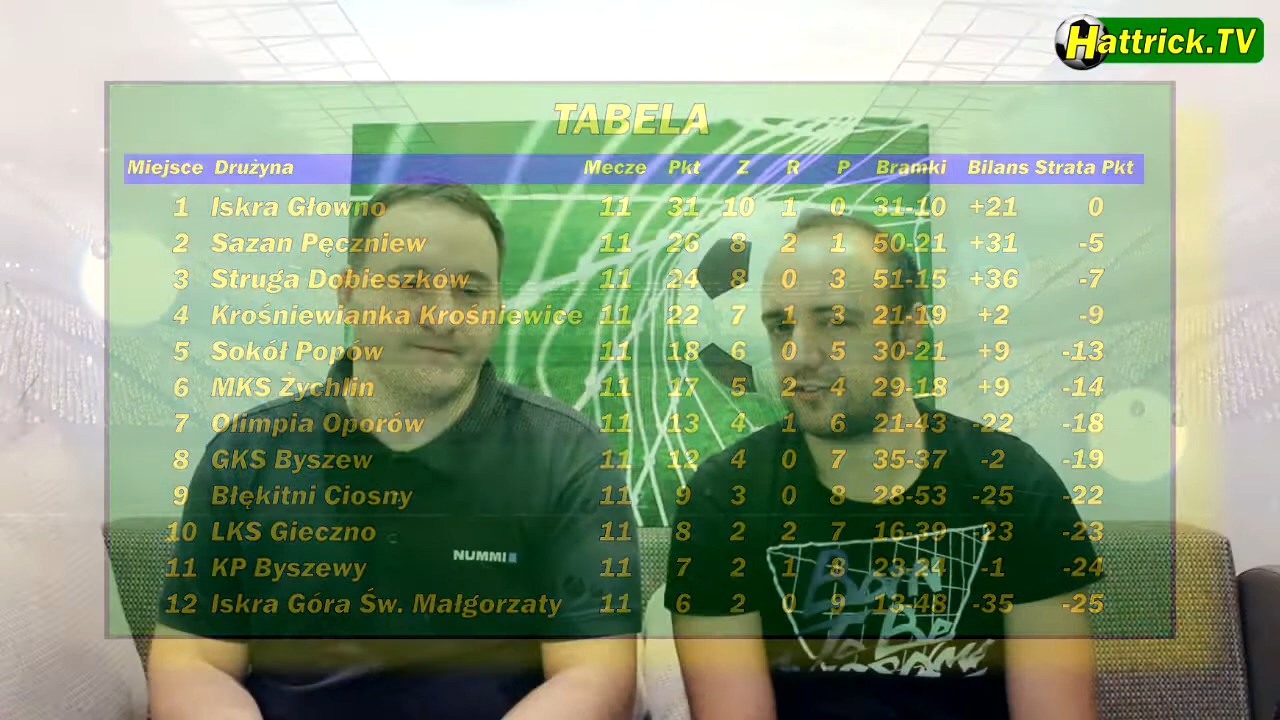 Hattrick.TV
TABELA
Miejsce Drużyna Mecze Pkt Z R P Bramki Bilans Strata Pkt
1 Iskra Głowno 11 31 10 1 0 31-10 +21 0
2 Sazan Pęczniew 11 26 8 2 1 50-21 +31 -5
3 Struga Dobieszków 11 24 8 0 3 51-15 +36 -7
4 Krośniewianka Krośniewice 11 22 7 1 3 21-19 +2 -9
5 Sokół Popów 11 18 6 0 5 30-21 +9 -13
6 MKS Żychlin 11 17 5 2 4 29-18 +9 -14
7 Olimpia Oporów 11 13 4 1 6 21-43 -22 -18
8 GKS Byszew 11 12 4 0 7 35-37 -2 -19
9 Błękitni Ciosny 11 9 3 0 8 28-53 -25 -22
10 LKS Gieczno 11 8 2 2 7 16-39 -23 -23
11 KP Byszewy 11 7 2 1 8 23-24 -1 -24
12 Iskra Góra Św. Małgorzaty 11 6 2 0 9 13-48 -35 -25
NUMMI